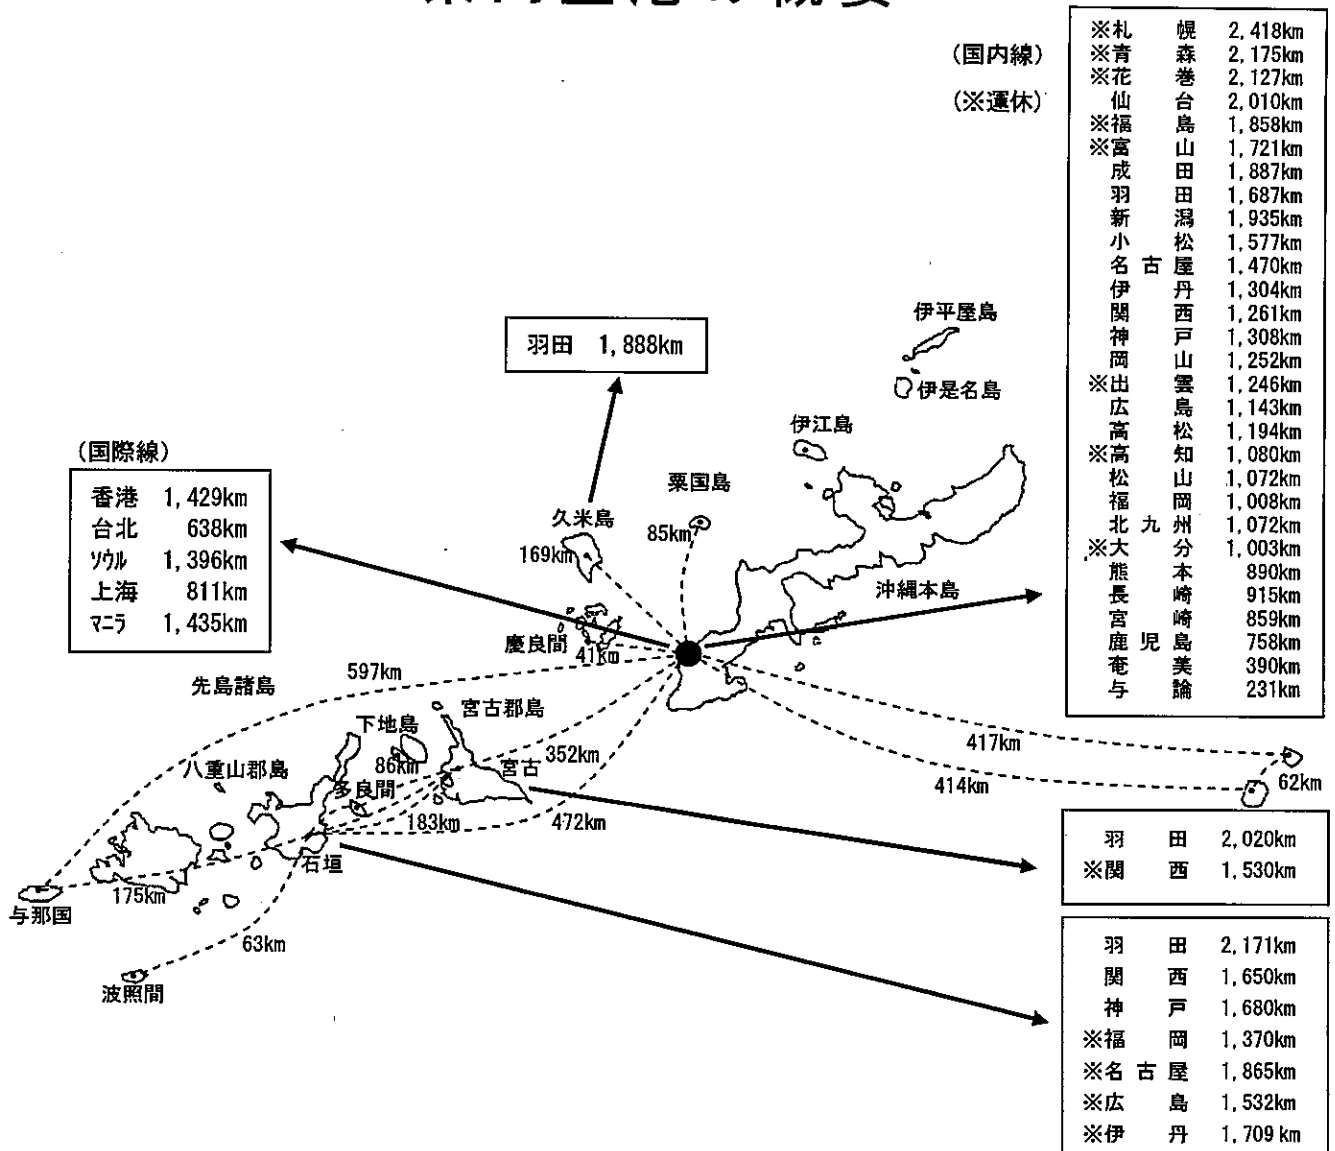 の概要
(国内線)
(※運休)
※札幌 2,418km
※青森 2,175km
※花巻 2,127km
仙台 2,010km
※福島 1,858km
※富山 1,721km
成田 1,887km
羽田 1,687km
新潟 1,935km
小松 1,577km
名古屋 1,470km
伊丹 1,304km
関西 1,261km
神戸 1,308km
岡山 1,252km
※出雲 1,246km
広島 1,143km
高松 1,194km
※高知 1,080km
松山 1,072km
福岡 1,008km
北九州 1,072km
※大分 1,003km
熊本 890km
長崎 915km
宮崎 859km
鹿児島 758km
奄美 390km
与論 231km
羽田 1,888km
伊平屋島
伊是名島
伊江島
粟国島
85km
久米島
169km
(国際線)
香港 1,429km
台北 638km
ソウル 1,396km
上海 811km
マニラ 1,435km
沖縄本島
慶良間
41km
597km
先島諸島
宮古郡島
下地島
86km
352km
宮古
八重山郡島
多良間
183km
472km
石垣
175km
与那国
63km
波照間
417km
414km
62km
羽田 2,020km
※関西 1,530km
羽田 2,171km
関西 1,650km
神戸 1,680km
※福岡 1,370km
※名古屋 1,865km
※広島 1,532km
※伊丹 1,709km